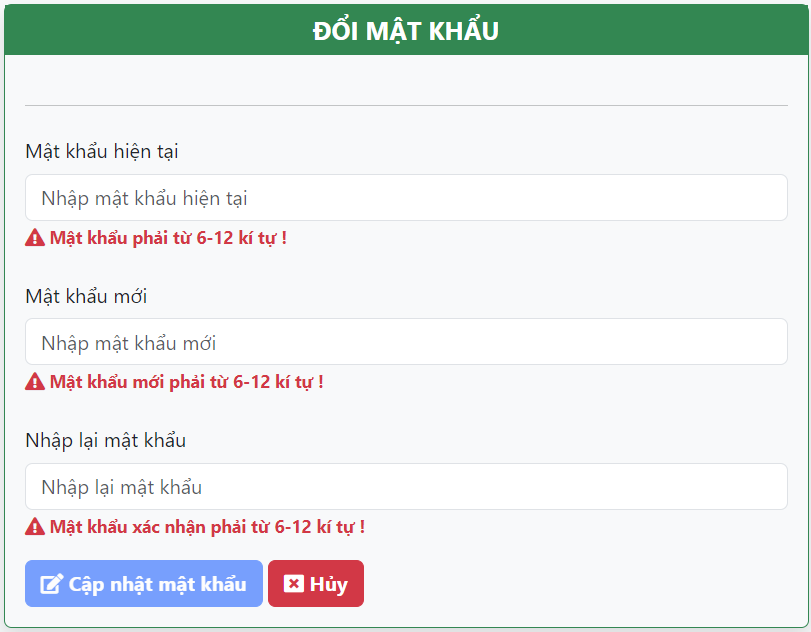 ĐỔI MẬT KHẨU
Mật khẩu hiện tại
Nhập mật khẩu hiện tại
Mật khẩu phải từ 6-12 kí tự !
Mật khẩu mới
Nhập mật khẩu mới
Mật khẩu mới phải từ 6-12 kí tự !
Nhập lại mật khẩu
Nhập lại mật khẩu
Mật khẩu xác nhận phải từ 6-12 kí tự !
Cập nhật mật khẩu Hủy